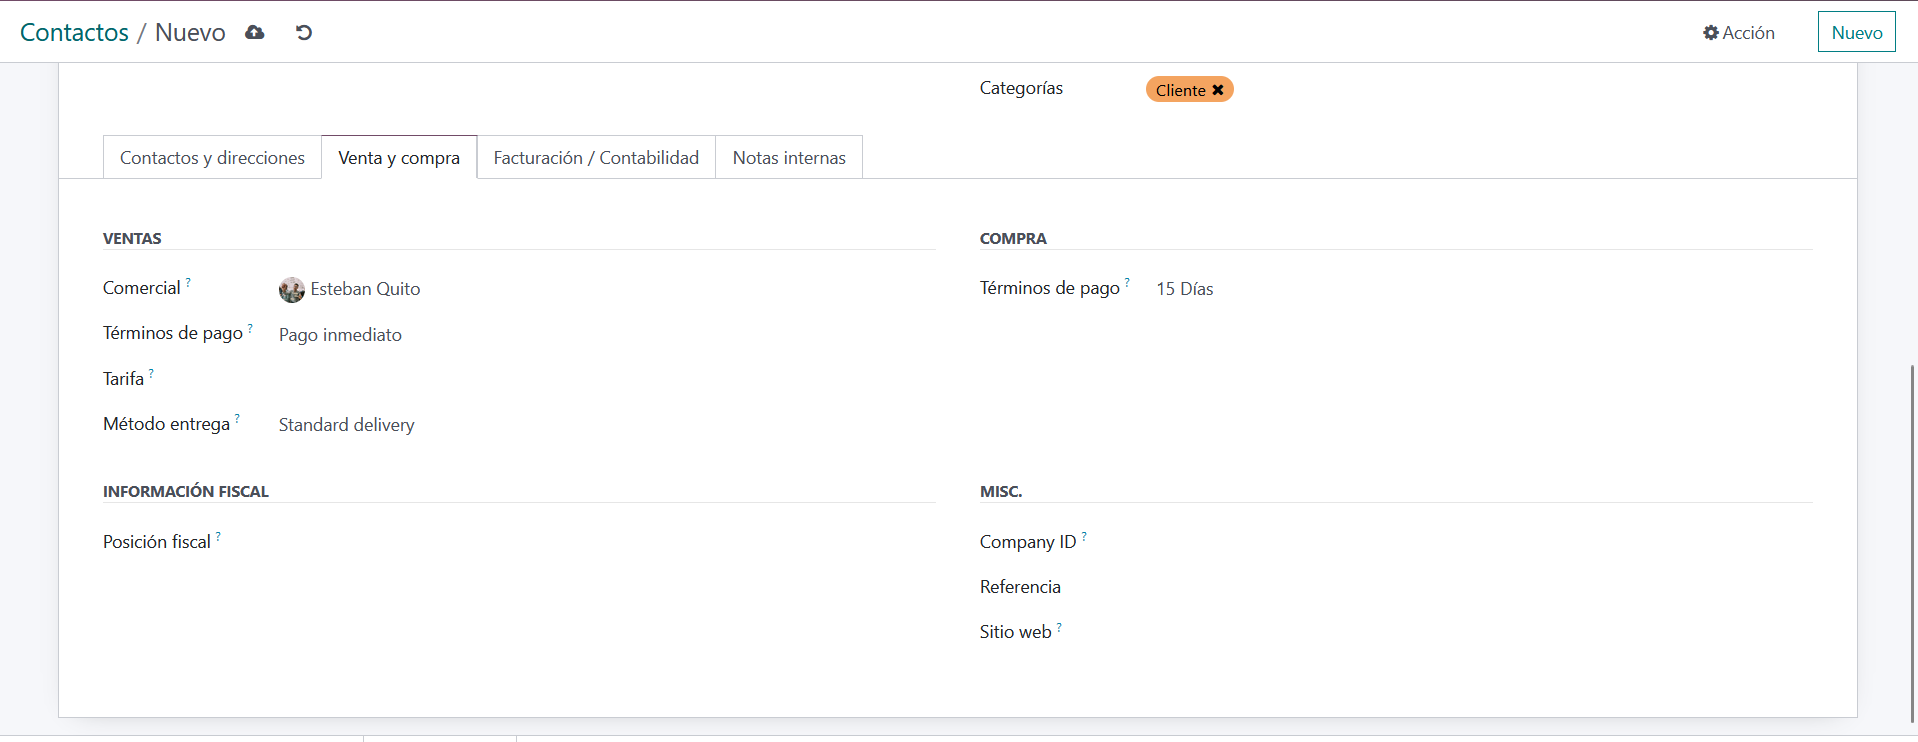 Contactos / Nuevo
Acción
Nuevo
Categorías
Cliente ✖
Contactos y direcciones
Venta y compra
Facturación / Contabilidad
Notas internas
VENTAS
Comercial ?
Esteban Quito
Términos de pago ?
Pago inmediato
Tarifa ?
Método entrega ?
Standard delivery
COMPRA
Términos de pago ?
15 Días
INFORMACIÓN FISCAL
Posición fiscal ?
MISC.
Company ID ?
Referencia
Sitio web ?